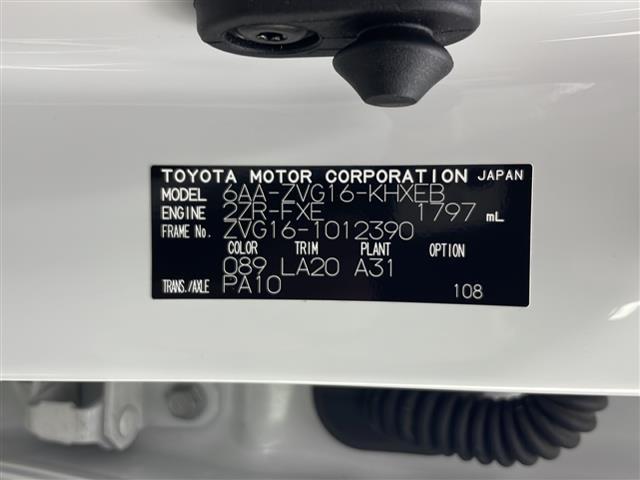 TOYOTA MOTOR CORPORATION JAPAN
MODEL 6AA-ZVG16-KHXEB
ENGINE 2ZR-FXE 1797 mL
FRAME No. ZVG16-1012390
COLOR TRIM PLANT OPTION
089 LA20 A31
TRANS./AXLE PA10 108